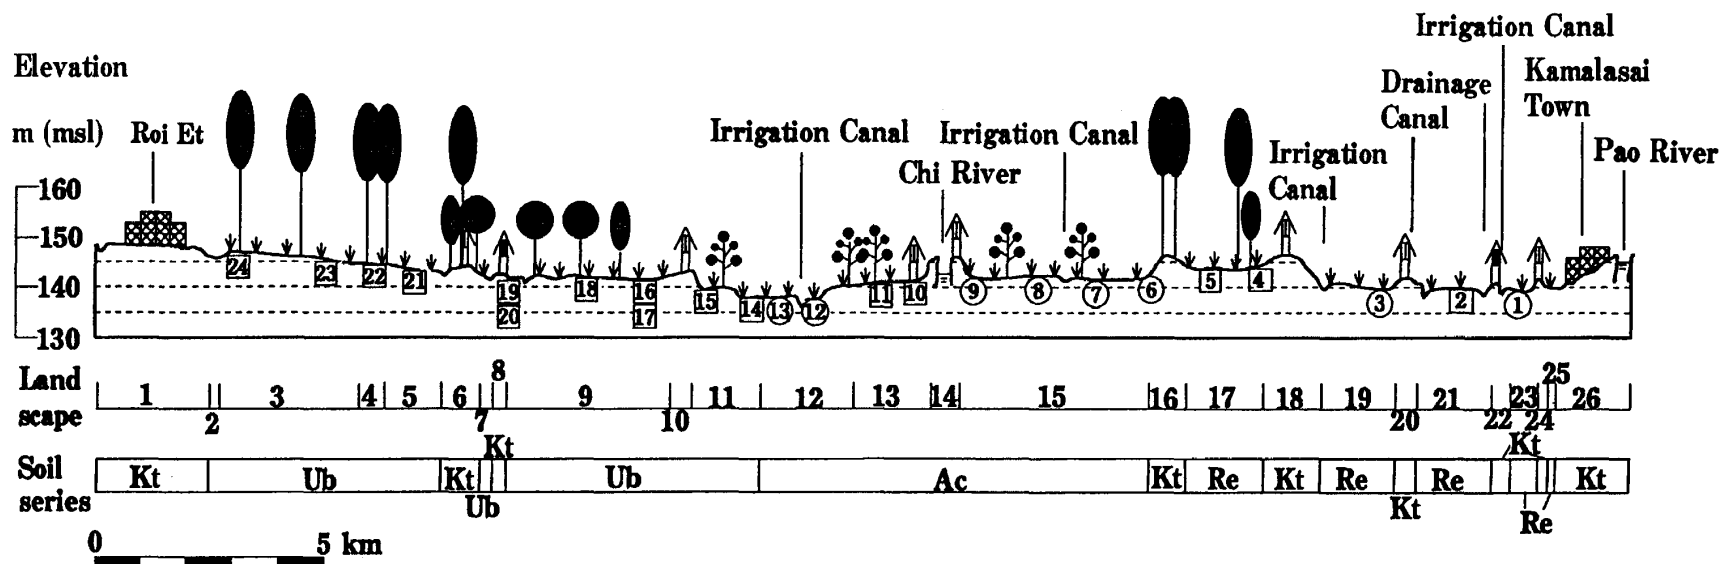 Irrigation Canal
Elevation
Drainage Canal
Kamalasai Town
m (msl)
Roi Et
Irrigation Canal
Irrigation Canal
Irrigation Canal
Chi River
Pao River
160
150
140
130
24 23 22 21 19 20 18 16 17 15 14 13 12 11 10 9 8 7 6 5 4 3 2 1
Land scape
1 2 3 4 5 6 7 8 9 10 11 12 13 14 15 16 17 18 19 20 21 22 23 24 25 26
Soil series
Kt Ub Kt Ub Kt Ub Ac Kt Re Kt Re Kt Re Kt Re Kt
0 5 km